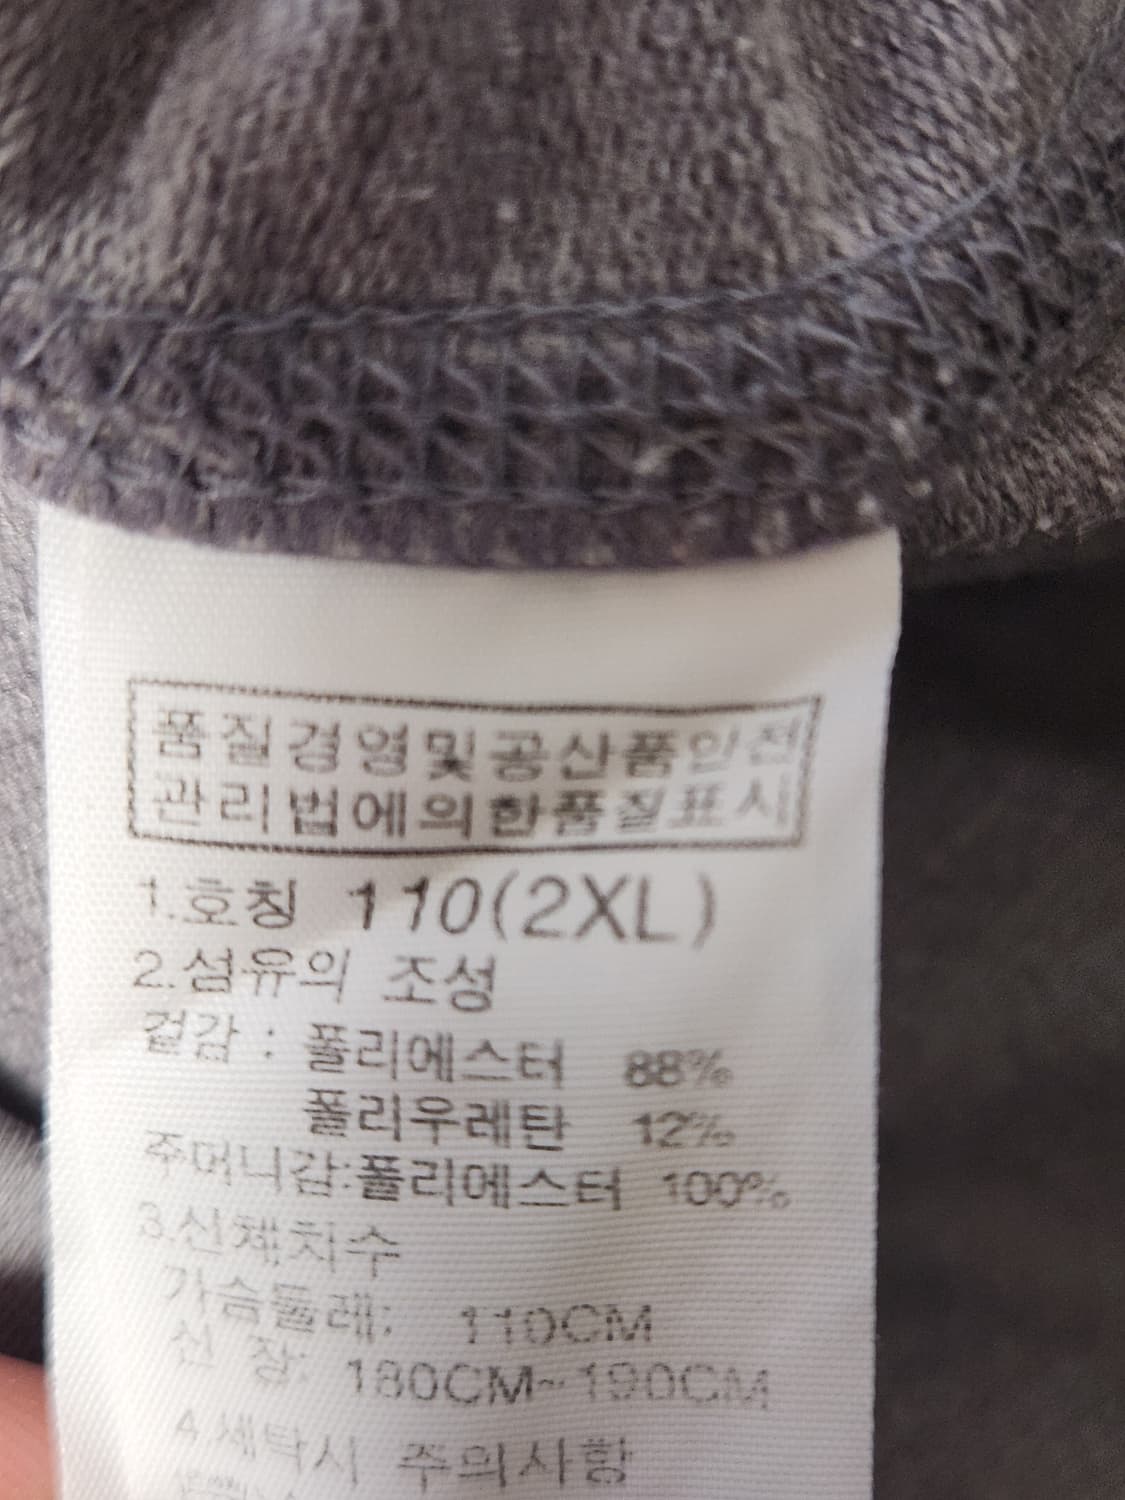 품질경영및공산품안전
관리법에의한품질표시
1.호칭 110(2XL)
2.섬유의 조성
겉감 : 폴리에스터 88%
폴리우레탄 12%
주머니감:폴리에스터 100%
3.신체치수
가슴둘레: 110CM
신 장: 180CM~190CM
4.세탁시 주의사항